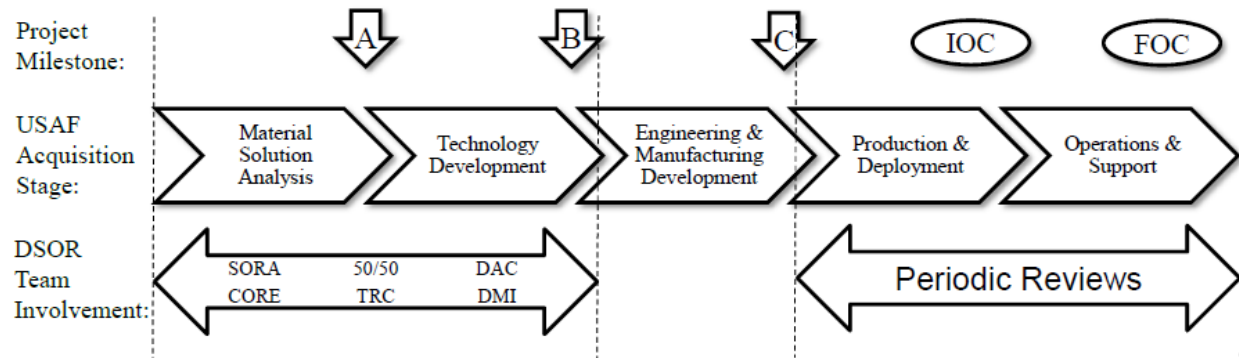 Project
Milestone:
A
B
C
IOC
FOC
USAF
Acquisition
Stage:
Material
Solution
Analysis
Technology
Development
Engineering &
Manufacturing
Development
Production &
Deployment
Operations &
Support
DSOR
Team
Involvement:
SORA 50/50 DAC
CORE TRC DMI
Periodic Reviews